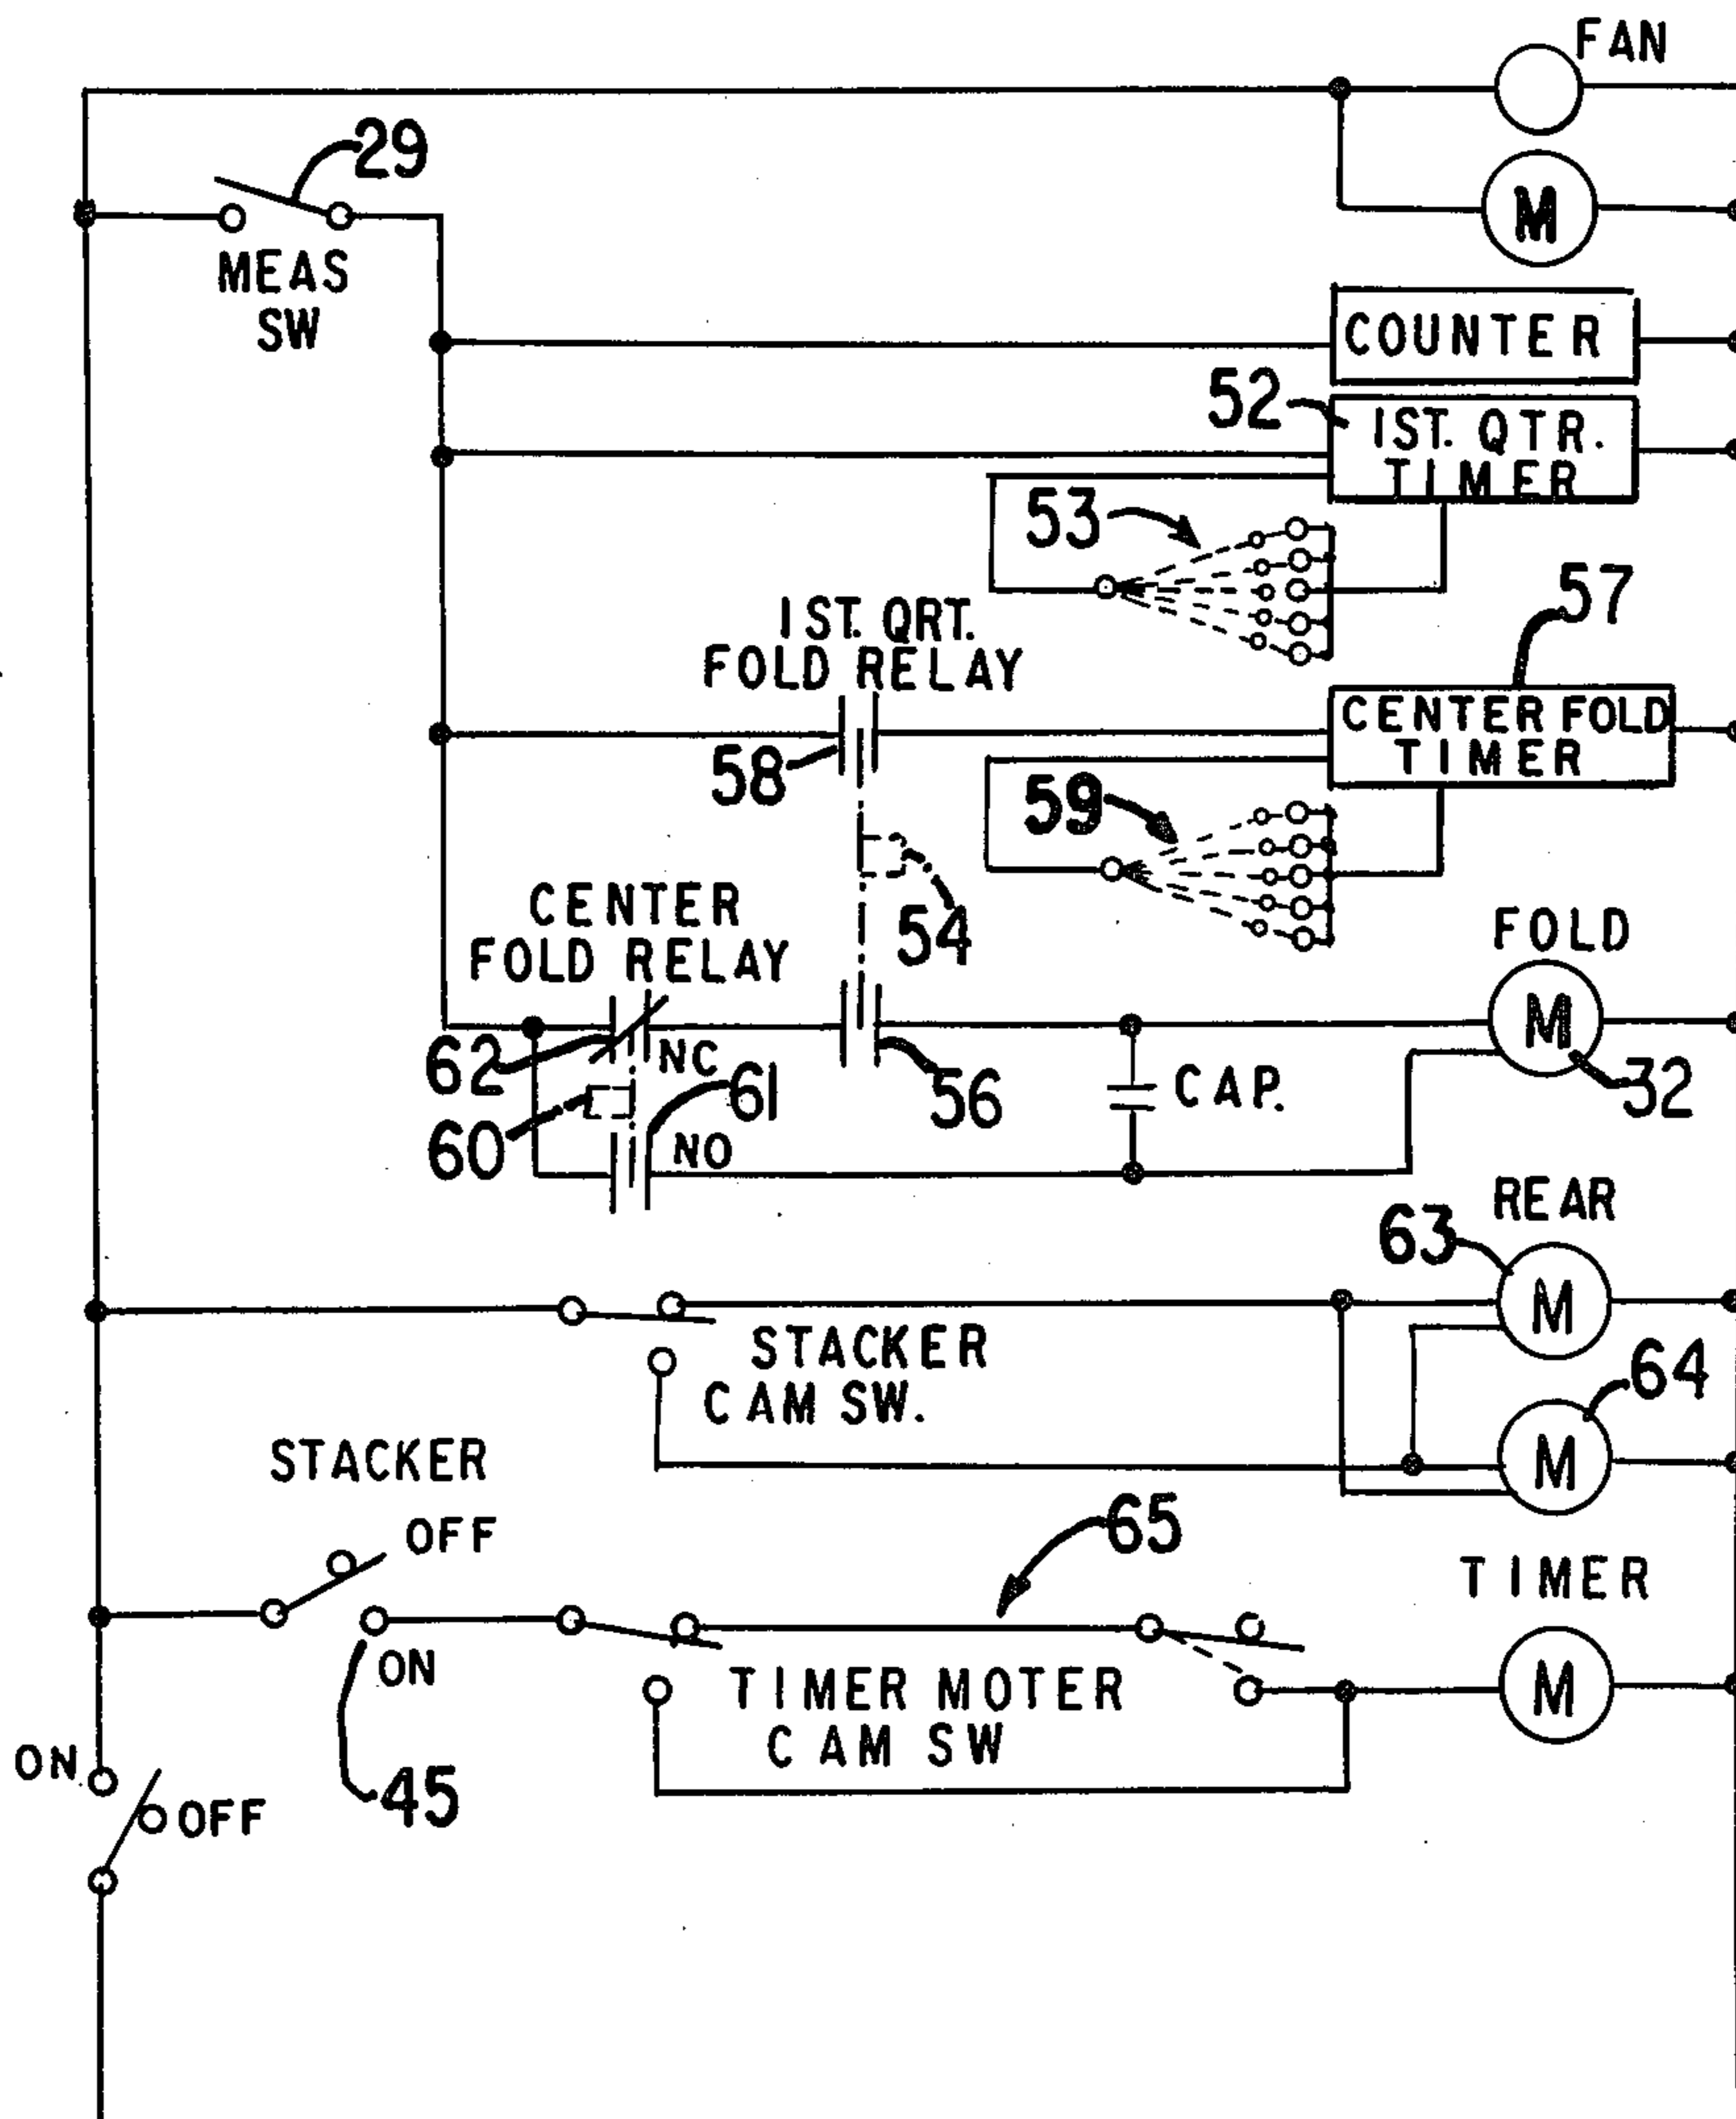 FAN
29
M
MEAS
SW
COUNTER
52
1ST. QTR.
TIMER
53
57
1ST. QRT.
FOLD RELAY
CENTER FOLD
TIMER
58
59
54
CENTER
FOLD RELAY
FOLD
M
62
NC
61
56
CAP.
32
60
NO
REAR
63
M
STACKER
CAM SW.
64
M
STACKER
OFF
65
TIMER
ON
TIMER MOTER
CAM SW
M
ON
45
OFF